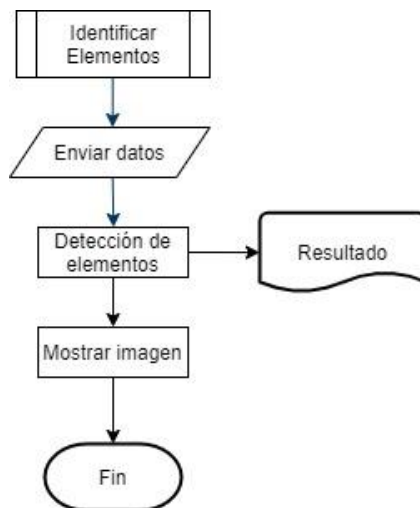 Identificar
Elementos
Enviar datos
Detección de
elementos
Resultado
Mostrar imagen
Fin